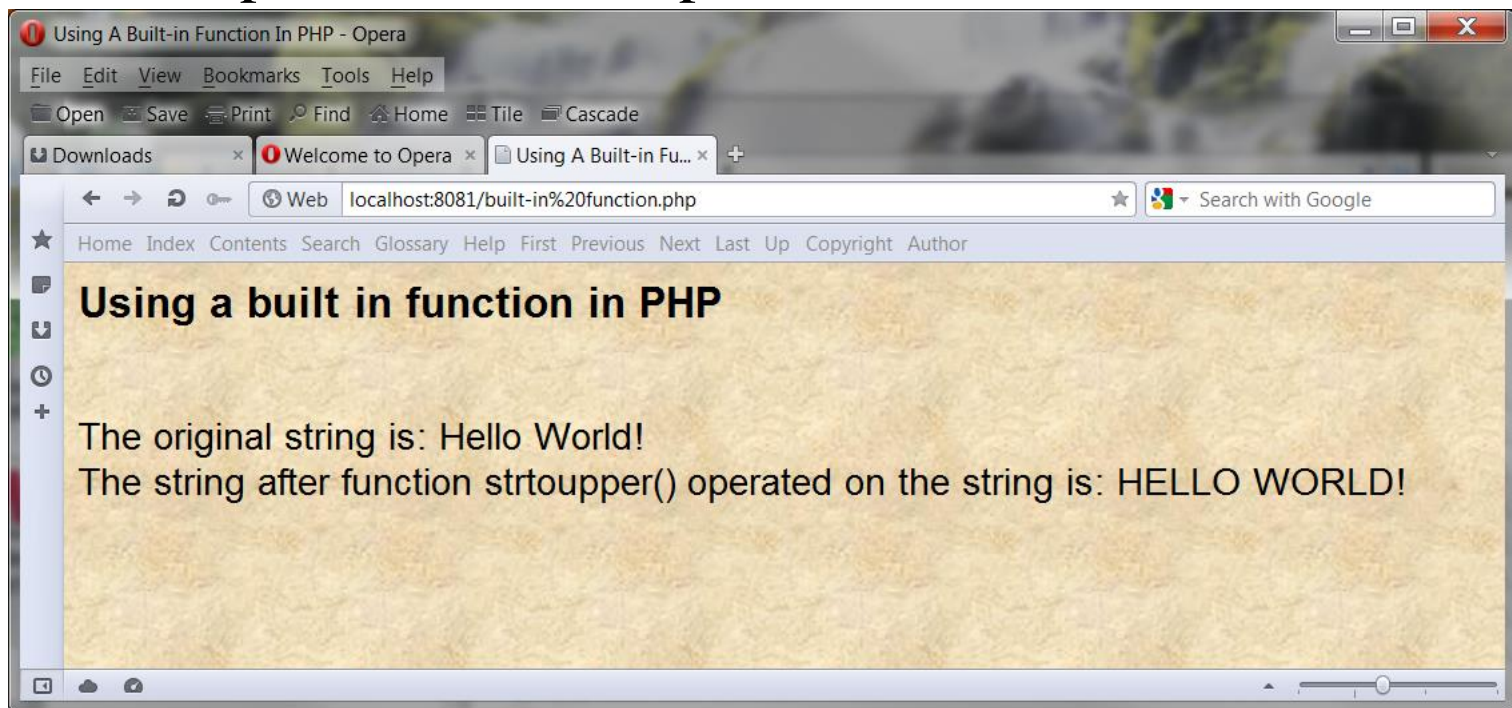 Using A Built-in Function In PHP - Opera
File Edit View Bookmarks Tools Help
Open Save Print Find Home Tile Cascade
Downloads Welcome to Opera Using A Built-in Fu...
Web localhost:8081/built-in%20function.php Search with Google
Home Index Contents Search Glossary Help First Previous Next Last Up Copyright Author
Using a built in function in PHP
The original string is: Hello World!
The string after function strtoupper() operated on the string is: HELLO WORLD!